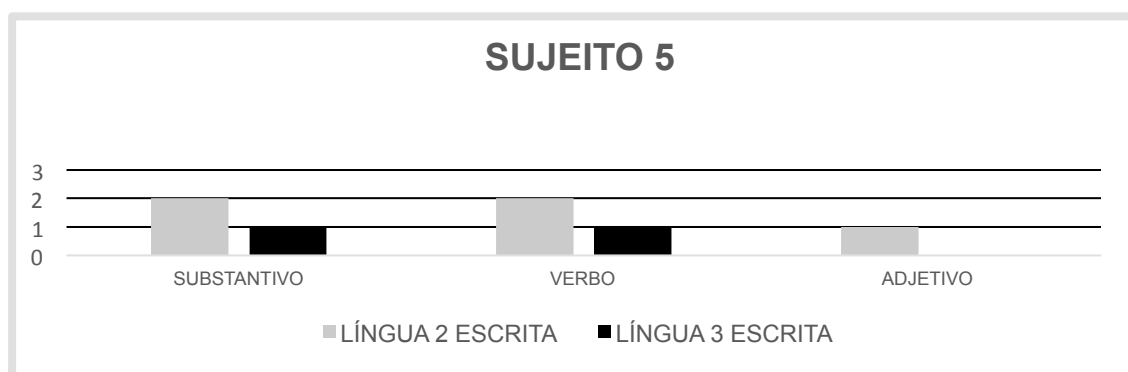 SUJEITO 5
3
2
1
0
SUBSTANTIVO VERBO ADJETIVO
LÍNGUA 2 ESCRITA LÍNGUA 3 ESCRITA